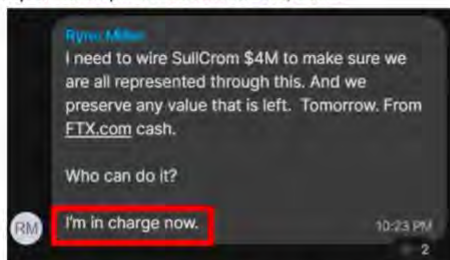 Ryne Miller
I need to wire SullCrom $4M to make sure we
are all represented through this. And we
preserve any value that is left. Tomorrow. From
FTX.com cash.
Who can do it?
I'm in charge now.
10:23 PM
RM
2